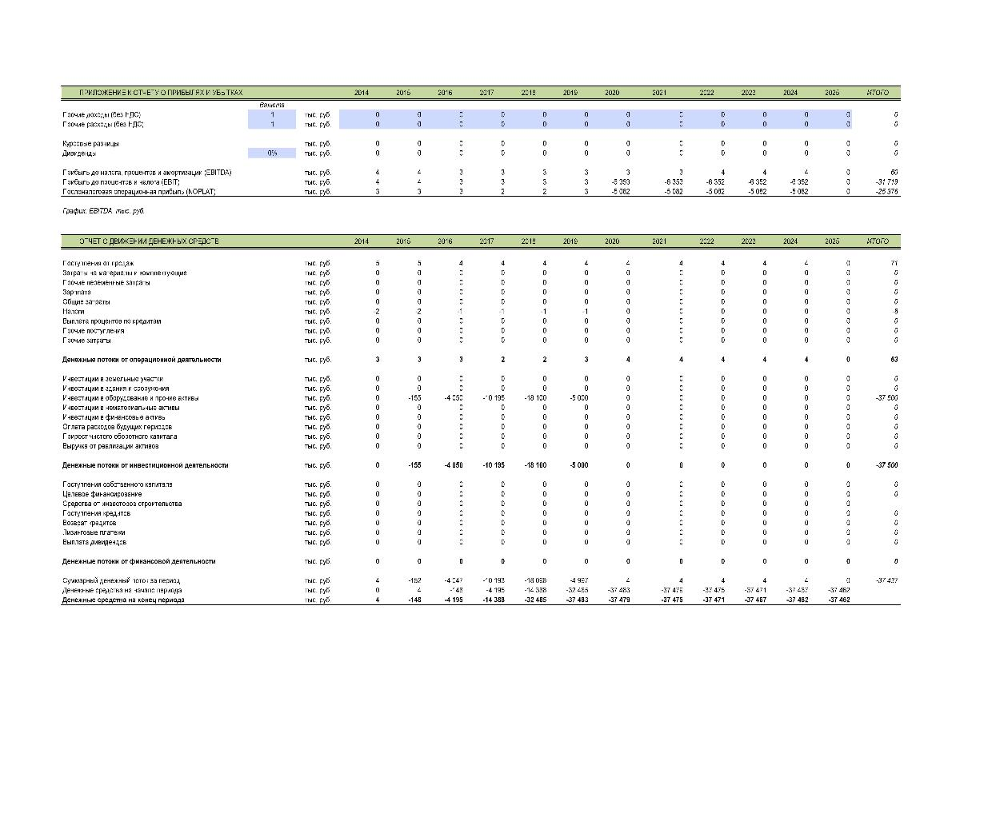 ПРИЛОЖЕНИЕ К ОТЧЕТУ О ПРИБЫЛЯХ И УБЫТКАХ 2014 2015 2016 2017 2018 2019 2020 2021 2022 2023 2024 2025 ИТОГО
Валюта
Прочие доходы (без НДС) 1 тыс. руб. 0 0 0 0 0 0 0 0 0 0 0 0 0
Прочие расходы (без НДС) 1 тыс. руб. 0 0 0 0 0 0 0 0 0 0 0 0 0
Курсовые разницы тыс. руб. 0 0 0 0 0 0 0 0 0 0 0 0 0
Дивиденды 0% тыс. руб. 0 0 0 0 0 0 0 0 0 0 0 0 0
Прибыль до налога, процентов и амортизации (EBITDA) тыс. руб. 4 4 3 3 3 3 3 3 4 4 4 0 60
Прибыль до процентов и налога (EBIT) тыс. руб. 4 4 3 3 3 3 -6 353 -6 353 -6 352 -6 352 -6 352 0 -31 719
Посленалоговая операционная прибыль (NOPLAT) тыс. руб. 3 3 3 2 2 3 -5 082 -5 082 -5 082 -5 082 -5 082 0 -25 376
График: EBITDA, тыс. руб.
ОТЧЕТ О ДВИЖЕНИИ ДЕНЕЖНЫХ СРЕДСТВ 2014 2015 2016 2017 2018 2019 2020 2021 2022 2023 2024 2025 ИТОГО
Поступления от продаж тыс. руб. 5 5 4 4 4 4 4 4 4 4 4 0 71
Затраты на материалы и комплектующие тыс. руб. 0 0 0 0 0 0 0 0 0 0 0 0 0
Прочие переменные затраты тыс. руб. 0 0 0 0 0 0 0 0 0 0 0 0 0
Зарплата тыс. руб. 0 0 0 0 0 0 0 0 0 0 0 0 0
Общие затраты тыс. руб. 0 0 0 0 0 0 0 0 0 0 0 0 0
Налоги тыс. руб. -2 -2 -1 -1 -1 -1 0 0 0 0 0 0 -8
Выплата процентов по кредитам тыс. руб. 0 0 0 0 0 0 0 0 0 0 0 0 0
Прочие поступления тыс. руб. 0 0 0 0 0 0 0 0 0 0 0 0 0
Прочие затраты тыс. руб. 0 0 0 0 0 0 0 0 0 0 0 0 0
Денежные потоки от операционной деятельности тыс. руб. 3 3 3 2 2 3 4 4 4 4 4 0 63
Инвестиции в земельные участки тыс. руб. 0 0 0 0 0 0 0 0 0 0 0 0 0
Инвестиции в здания и сооружения тыс. руб. 0 0 0 0 0 0 0 0 0 0 0 0 0
Инвестиции в оборудование и прочие активы тыс. руб. 0 -155 -4 050 -10 195 -18 100 -5 000 0 0 0 0 0 0 -37 500
Инвестиции в нематериальные активы тыс. руб. 0 0 0 0 0 0 0 0 0 0 0 0 0
Инвестиции в финансовые активы тыс. руб. 0 0 0 0 0 0 0 0 0 0 0 0 0
Оплата расходов будущих периодов тыс. руб. 0 0 0 0 0 0 0 0 0 0 0 0 0
Прирост чистого оборотного капитала тыс. руб. 0 0 0 0 0 0 0 0 0 0 0 0 0
Выручка от реализации активов тыс. руб. 0 0 0 0 0 0 0 0 0 0 0 0 0
Денежные потоки от инвестиционной деятельности тыс. руб. 0 -155 -4 050 -10 195 -18 100 -5 000 0 0 0 0 0 0 -37 500
Поступления собственного капитала тыс. руб. 0 0 0 0 0 0 0 0 0 0 0 0 0
Целевое финансирование тыс. руб. 0 0 0 0 0 0 0 0 0 0 0 0 0
Средства от инвесторов строительства тыс. руб. 0 0 0 0 0 0 0 0 0 0 0 0
Поступления кредитов тыс. руб. 0 0 0 0 0 0 0 0 0 0 0 0 0
Возврат кредитов тыс. руб. 0 0 0 0 0 0 0 0 0 0 0 0 0
Лизинговые платежи тыс. руб. 0 0 0 0 0 0 0 0 0 0 0 0 0
Выплата дивидендов тыс. руб. 0 0 0 0 0 0 0 0 0 0 0 0 0
Денежные потоки от финансовой деятельности тыс. руб. 0 0 0 0 0 0 0 0 0 0 0 0 0
Суммарный денежный поток за период тыс. руб. 4 -152 -4 047 -10 193 -18 098 -4 997 4 4 4 4 4 0 -37 437
Денежные средства на начало периода тыс. руб. 0 4 -148 -4 195 -14 388 -32 485 -37 483 -37 479 -37 475 -37 471 -37 467 -37 462
Денежные средства на конец периода тыс. руб. 4 -148 -4 195 -14 388 -32 485 -37 483 -37 479 -37 475 -37 471 -37 467 -37 462 -37 462